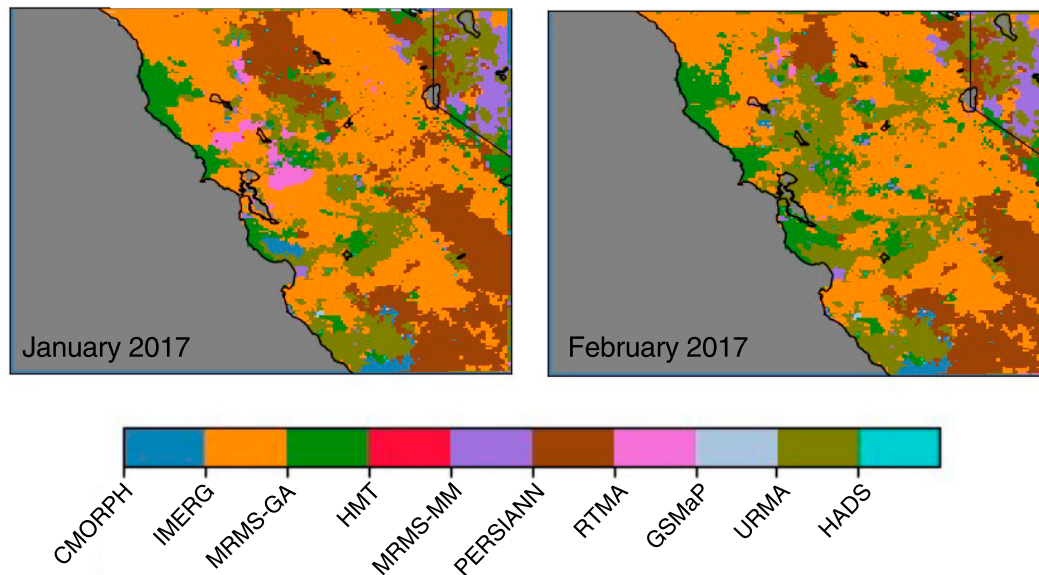 January 2017
February 2017
CMORPH
IMERG
MRMS-GA
HMT
MRMS-MM
PERSIANN
RTMA
GSMaP
URMA
HADS